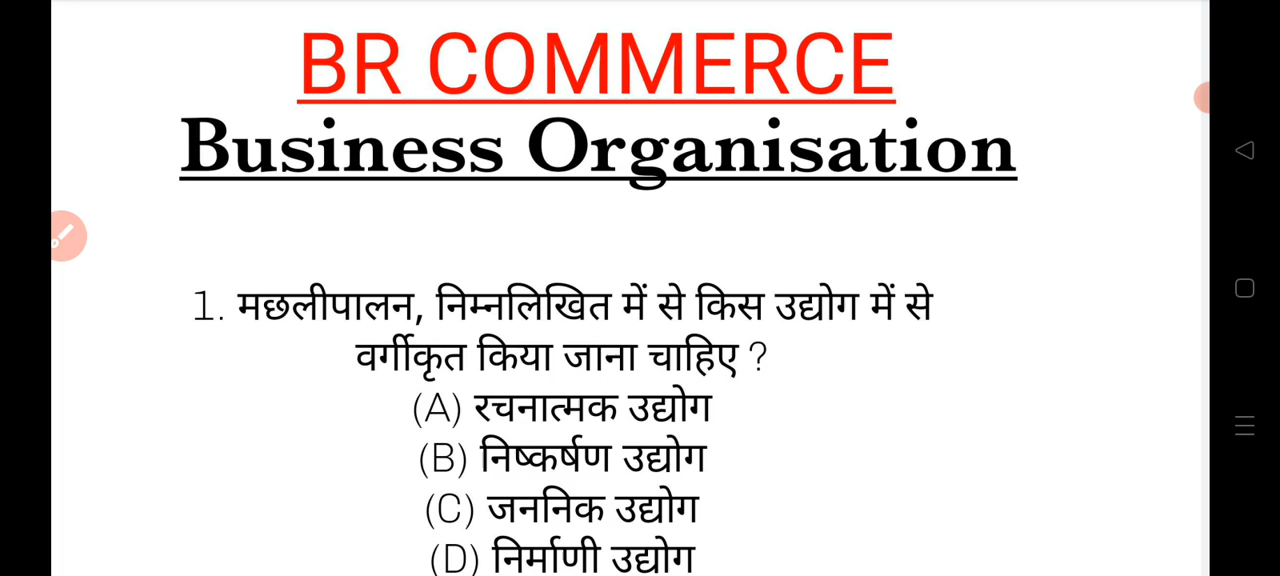 BR COMMERCE
Business Organisation
1. मछलीपालन, निम्नलिखित में से किस उद्योग में से
वर्गीकृत किया जाना चाहिए ?
(A) रचनात्मक उद्योग
(B) निष्कर्षण उद्योग
(C) जननिक उद्योग
(D) निर्माणी उद्योग